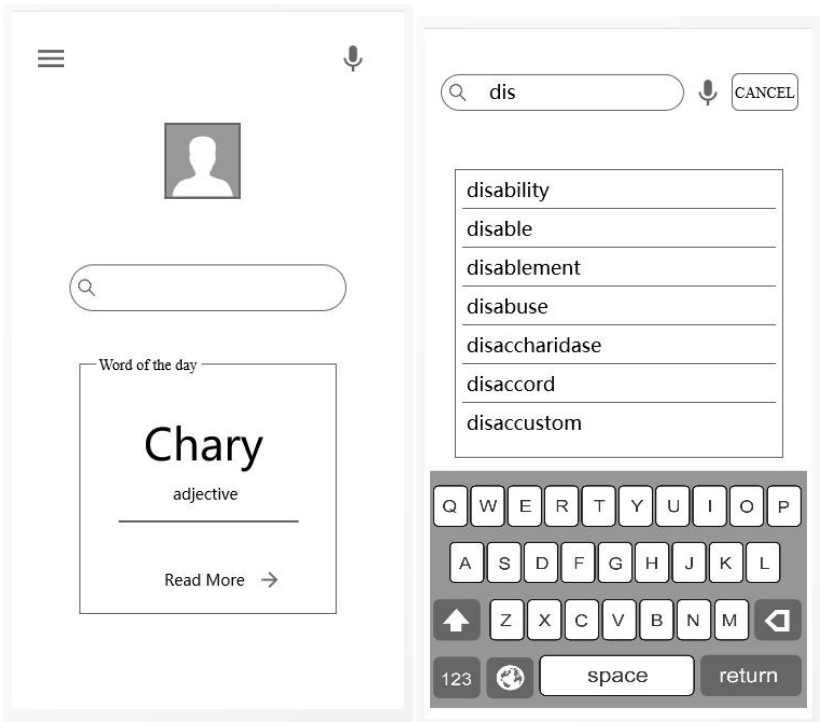 Word of the day
Chary
adjective
Read More
dis
CANCEL
disability
disable
disablement
disabuse
disaccharidase
disaccord
disaccustom
Q W E R T Y U I O P
A S D F G H J K L
Z X C V B N M
123 space return